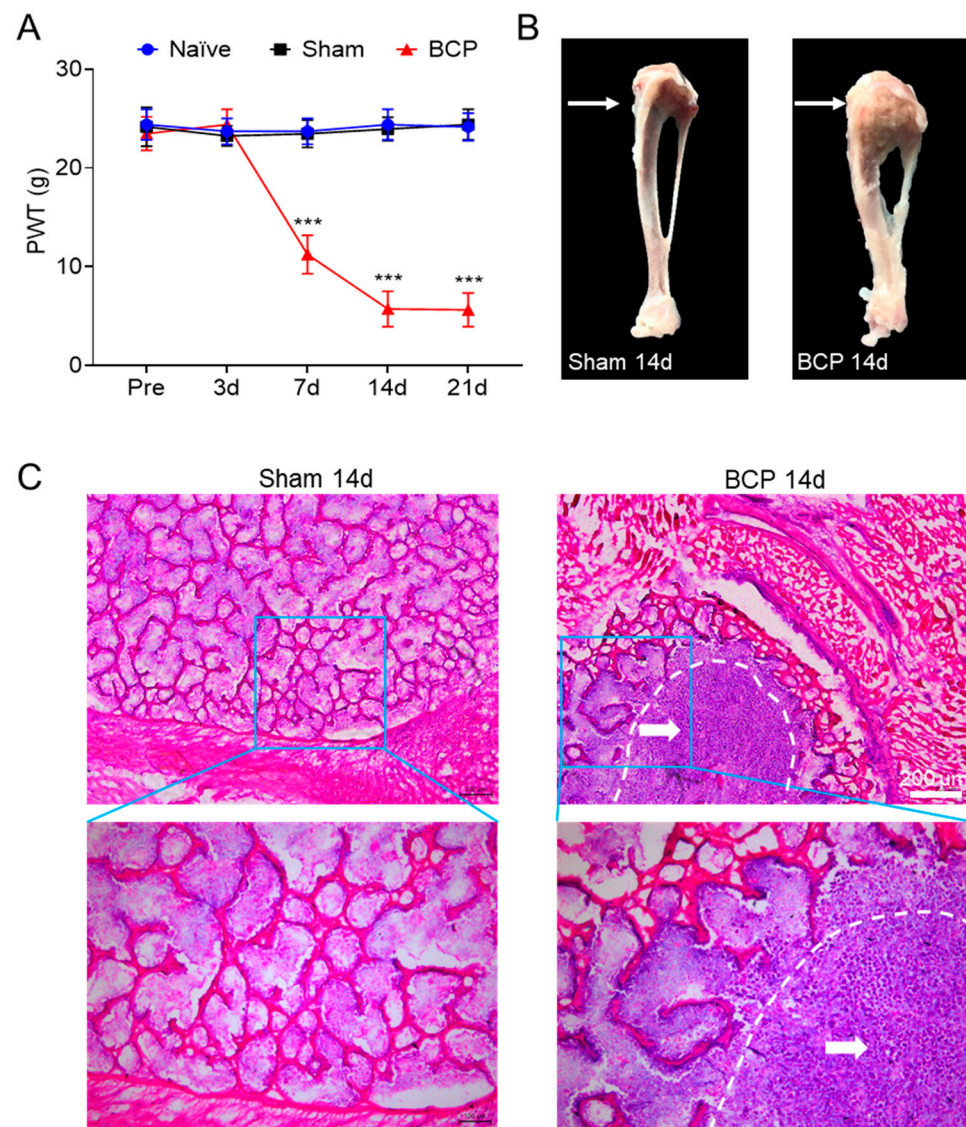 A
Naïve Sham BCP
30
20
10
0
PWT (g)
***
***
***
Pre 3d 7d 14d 21d
B
Sham 14d
BCP 14d
C
Sham 14d
BCP 14d
200 μm